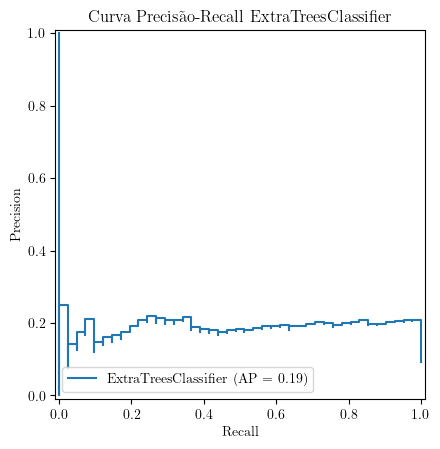 Curva Precisão-Recall ExtraTreesClassifier
1.0
0.8
0.6
0.4
0.2
0.0
Precision
ExtraTreesClassifier (AP = 0.19)
0.0 0.2 0.4 0.6 0.8 1.0
Recall